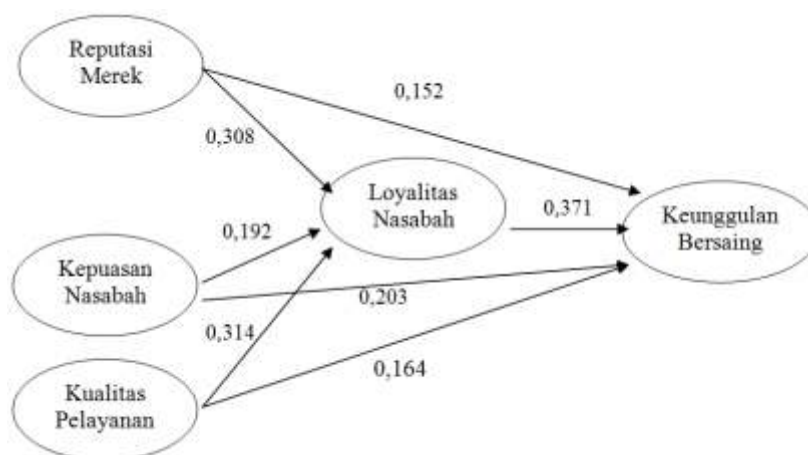 Reputasi
Merek
0,152
0,308
Loyalitas
Nasabah
0,371
Keunggulan
Bersaing
0,192
Kepuasan
Nasabah
0,203
0,314
0,164
Kualitas
Pelayanan